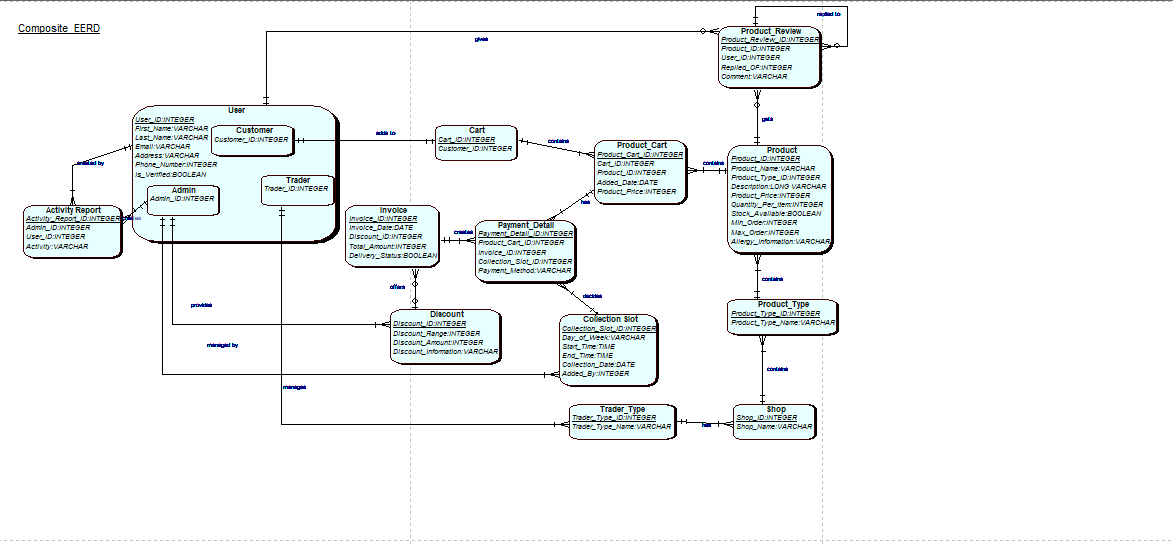 Composite_EERD
replied to
gives
Product_Review
Product_Review_ID:INTEGER
Product_ID:INTEGER
User_ID:INTEGER
Replied_OF:INTEGER
Comment:VARCHAR
gets
User
User_ID:INTEGER
First_Name:VARCHAR
Last_Name:VARCHAR
Email:VARCHAR
Address:VARCHAR
Phone_Number:INTEGER
Is_Verified:BOOLEAN
Customer
Customer_ID:INTEGER
Trader
Trader_ID:INTEGER
Admin
Admin_ID:INTEGER
adds to
Cart
Cart_ID:INTEGER
Customer_ID:INTEGER
contains
Product_Cart
Product_Cart_ID:INTEGER
Cart_ID:INTEGER
Product_ID:INTEGER
Added_Date:DATE
Product_Price:INTEGER
contains
Product
Product_ID:INTEGER
Product_Name:VARCHAR
Product_Type_ID:INTEGER
Description:LONG VARCHAR
Product_Price:INTEGER
Quantity_Per_Item:INTEGER
Stock_Available:BOOLEAN
Min_Order:INTEGER
Max_Order:INTEGER
Allergy_Information:VARCHAR
Activity Report
Activity_Report_ID:INTEGER
Admin_ID:INTEGER
User_ID:INTEGER
Activity:VARCHAR
Invoice
Invoice_ID:INTEGER
Invoice_Date:DATE
Discount_ID:INTEGER
Total_Amount:INTEGER
Delivery_Status:BOOLEAN
creates
has
Payment_Detail
Payment_Detail_ID:INTEGER
Product_Cart_ID:INTEGER
Invoice_ID:INTEGER
Collection_Slot_ID:INTEGER
Payment_Method:VARCHAR
offers
decides
contains
provides
Discount
Discount_ID:INTEGER
Discount_Range:INTEGER
Discount_Amount:INTEGER
Discount_Information:VARCHAR
Collection Slot
Collection_Slot_ID:INTEGER
Day_of_Week:VARCHAR
Start_Time:TIME
End_Time:TIME
Collection_Date:DATE
Added_By:INTEGER
Product_Type
Product_Type_ID:INTEGER
Product_Type_Name:VARCHAR
managed by
contains
manages
Trader_Type
Trader_Type_ID:INTEGER
Trader_Type_Name:VARCHAR
has
Shop
Shop_ID:INTEGER
Shop_Name:VARCHAR